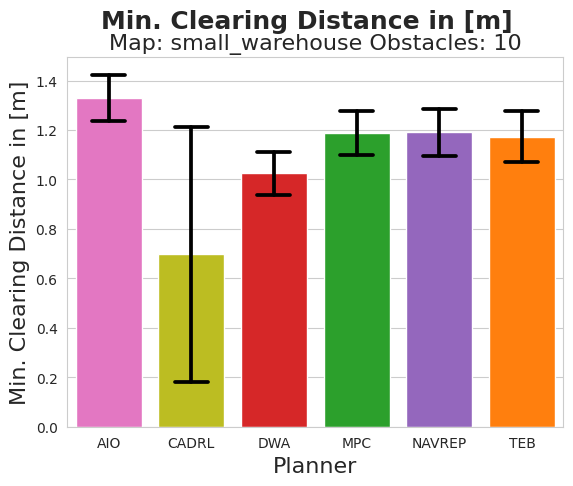 Min. Clearing Distance in [m]
Map: small_warehouse Obstacles: 10
Min. Clearing Distance in [m]
1.4
1.2
1.0
0.8
0.6
0.4
0.2
0.0
AIO CADRL DWA MPC NAVREP TEB
Planner